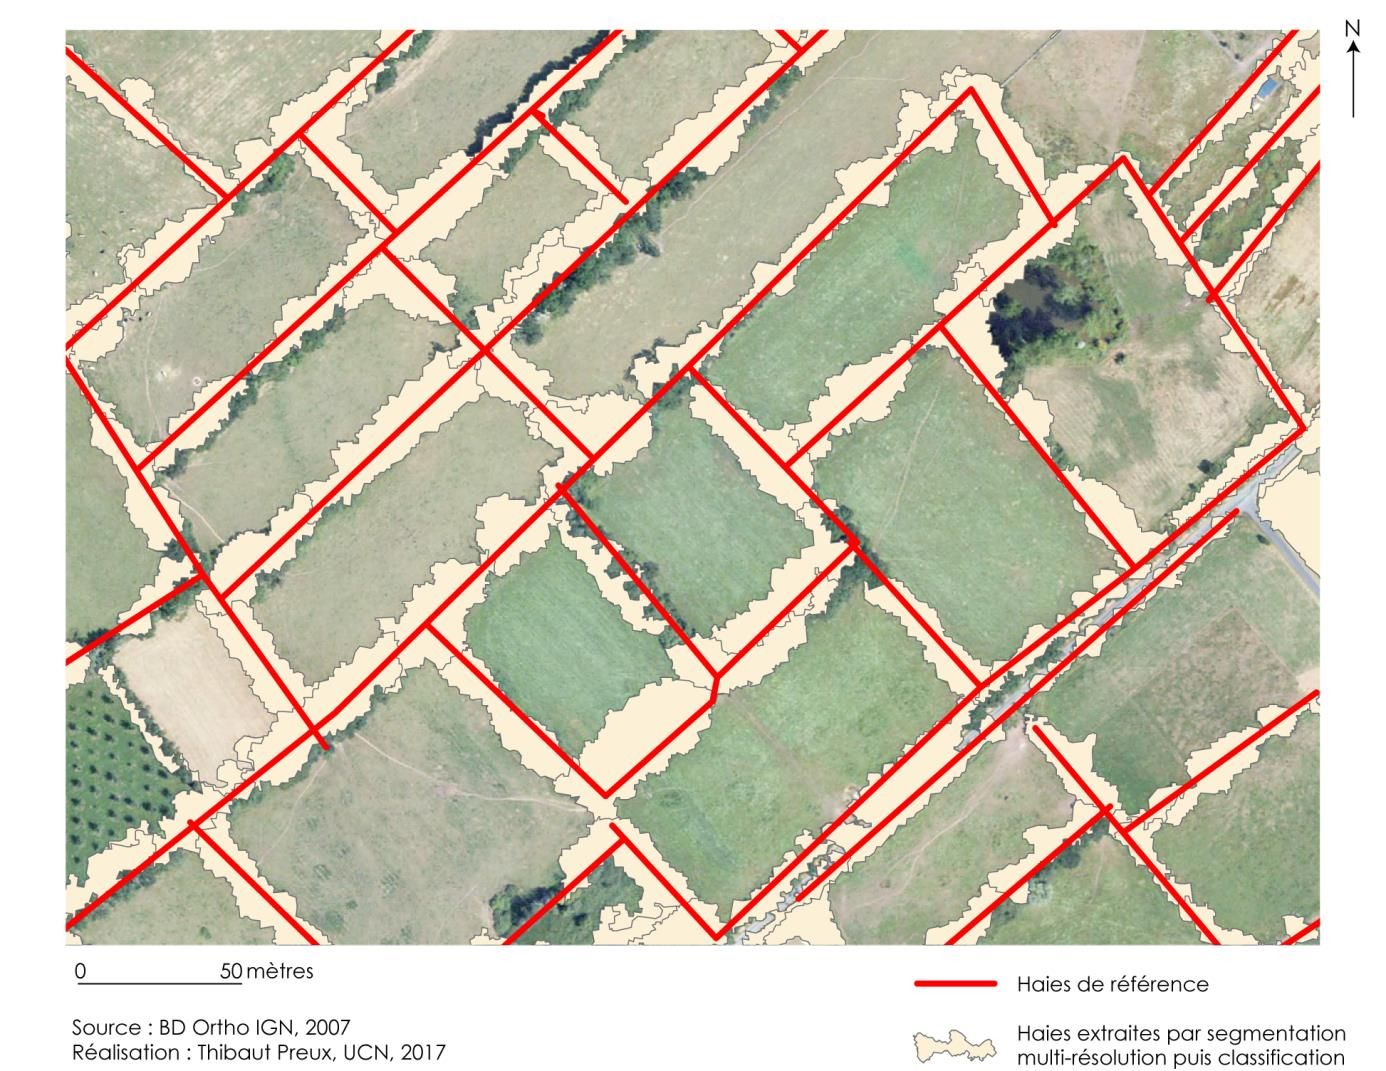 N
0 50 mètres
Haies de référence
Source : BD Ortho IGN, 2007
Réalisation : Thibaut Preux, UCN, 2017
Haies extraites par segmentation
multi-résolution puis classification